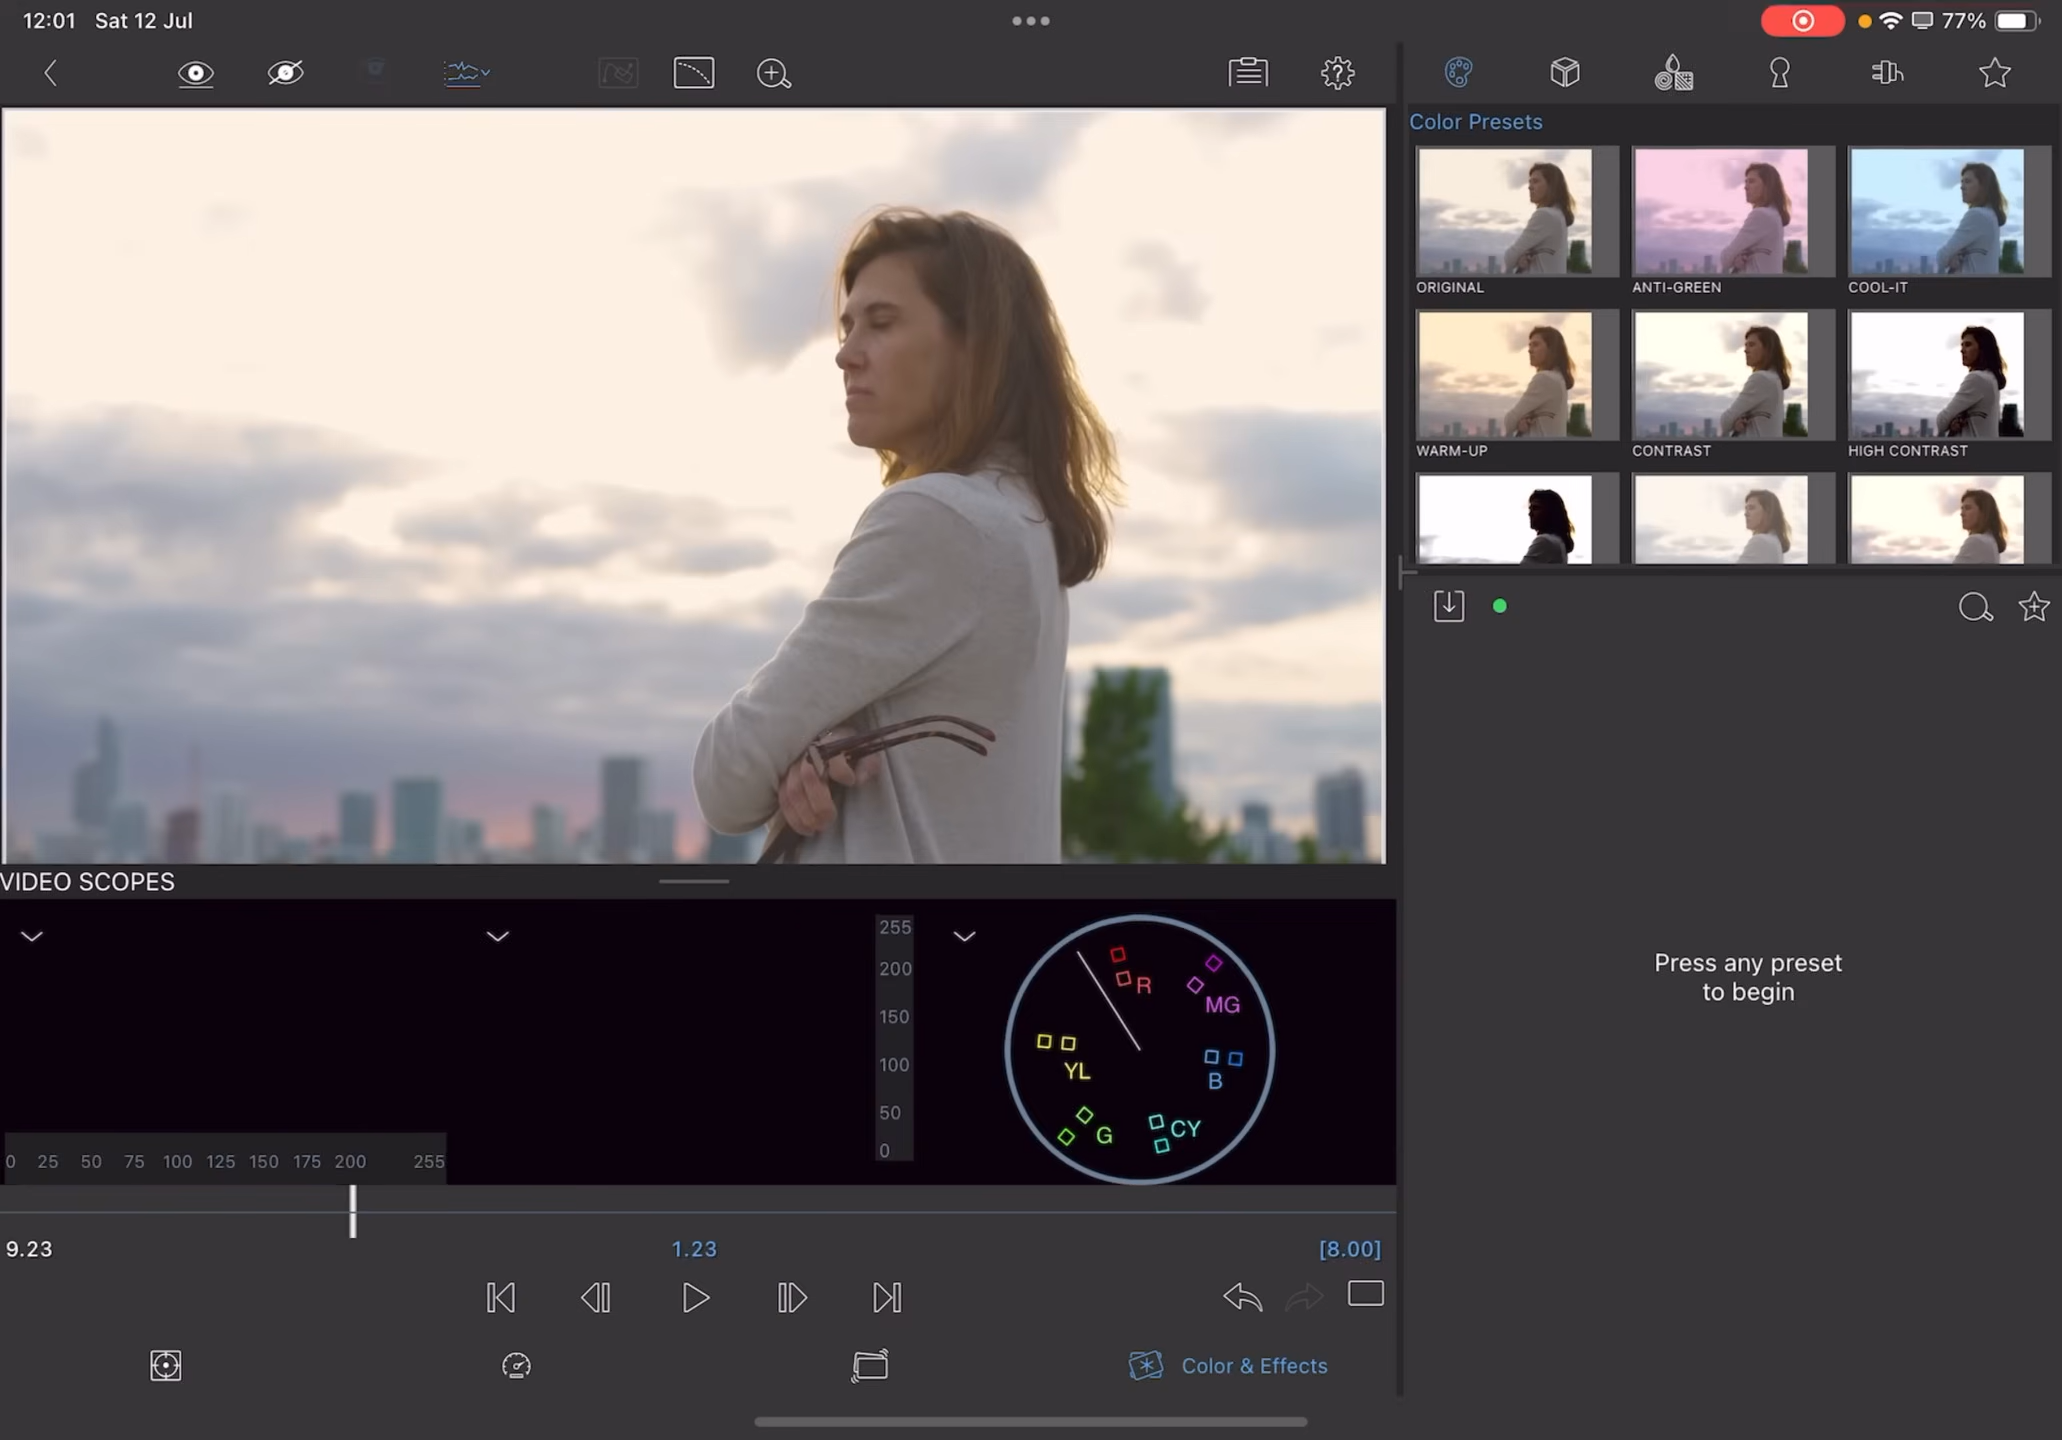 12:01 Sat 12 Jul
77%
Color Presets
ORIGINAL
ANTI-GREEN
COOL-IT
WARM-UP
CONTRAST
HIGH CONTRAST
Press any preset
to begin
VIDEO SCOPES
255
200
150
100
50
0
R
MG
YL
B
G
CY
0 25 50 75 100 125 150 175 200 255
9.23
1.23
[8.00]
Color & Effects